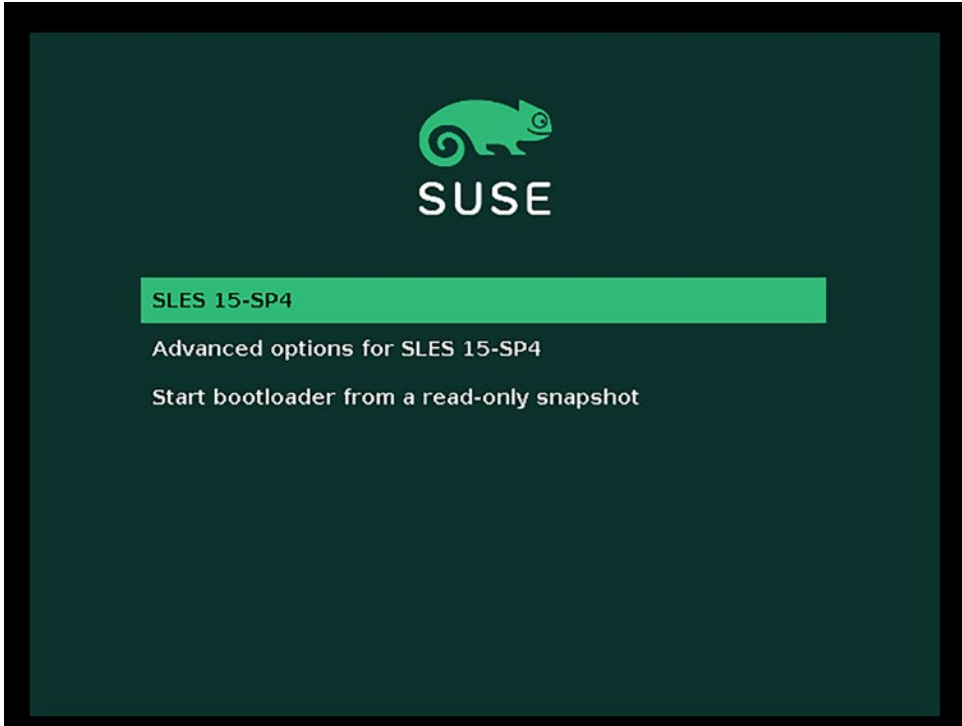 SUSE
SLES 15-SP4
Advanced options for SLES 15-SP4
Start bootloader from a read-only snapshot